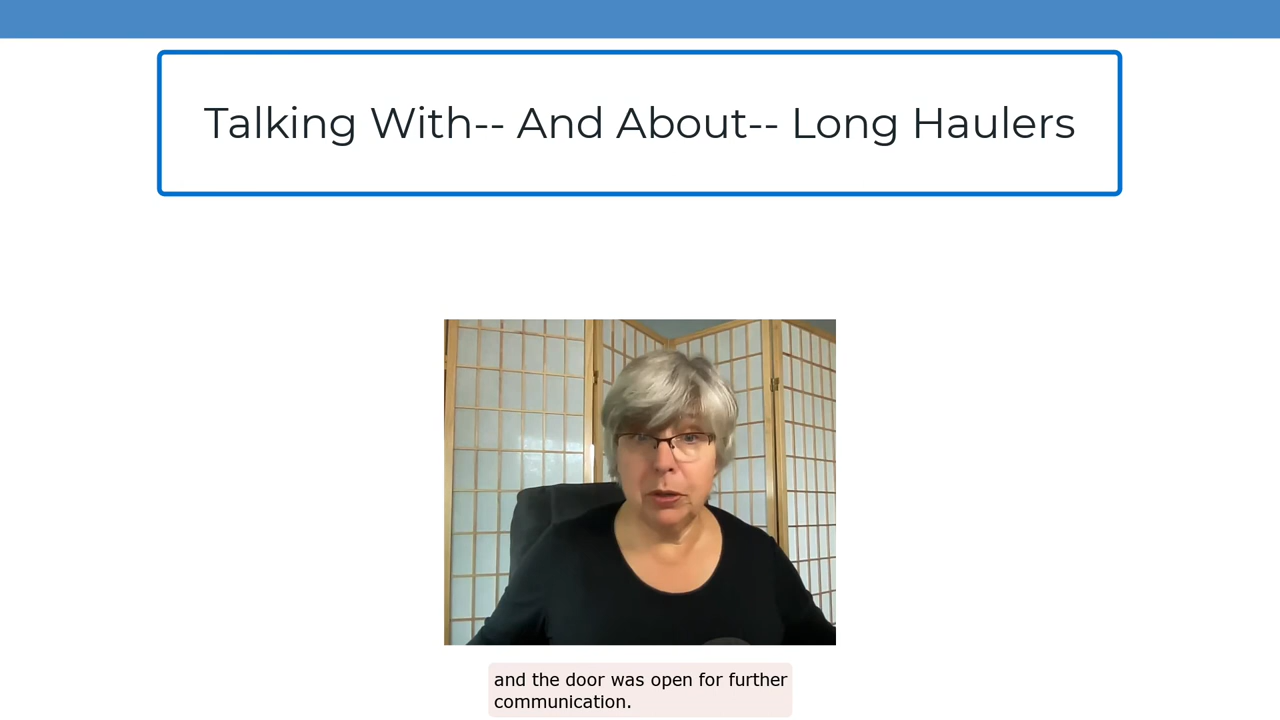 Talking With-- And About-- Long Haulers
and the door was open for further
communication.